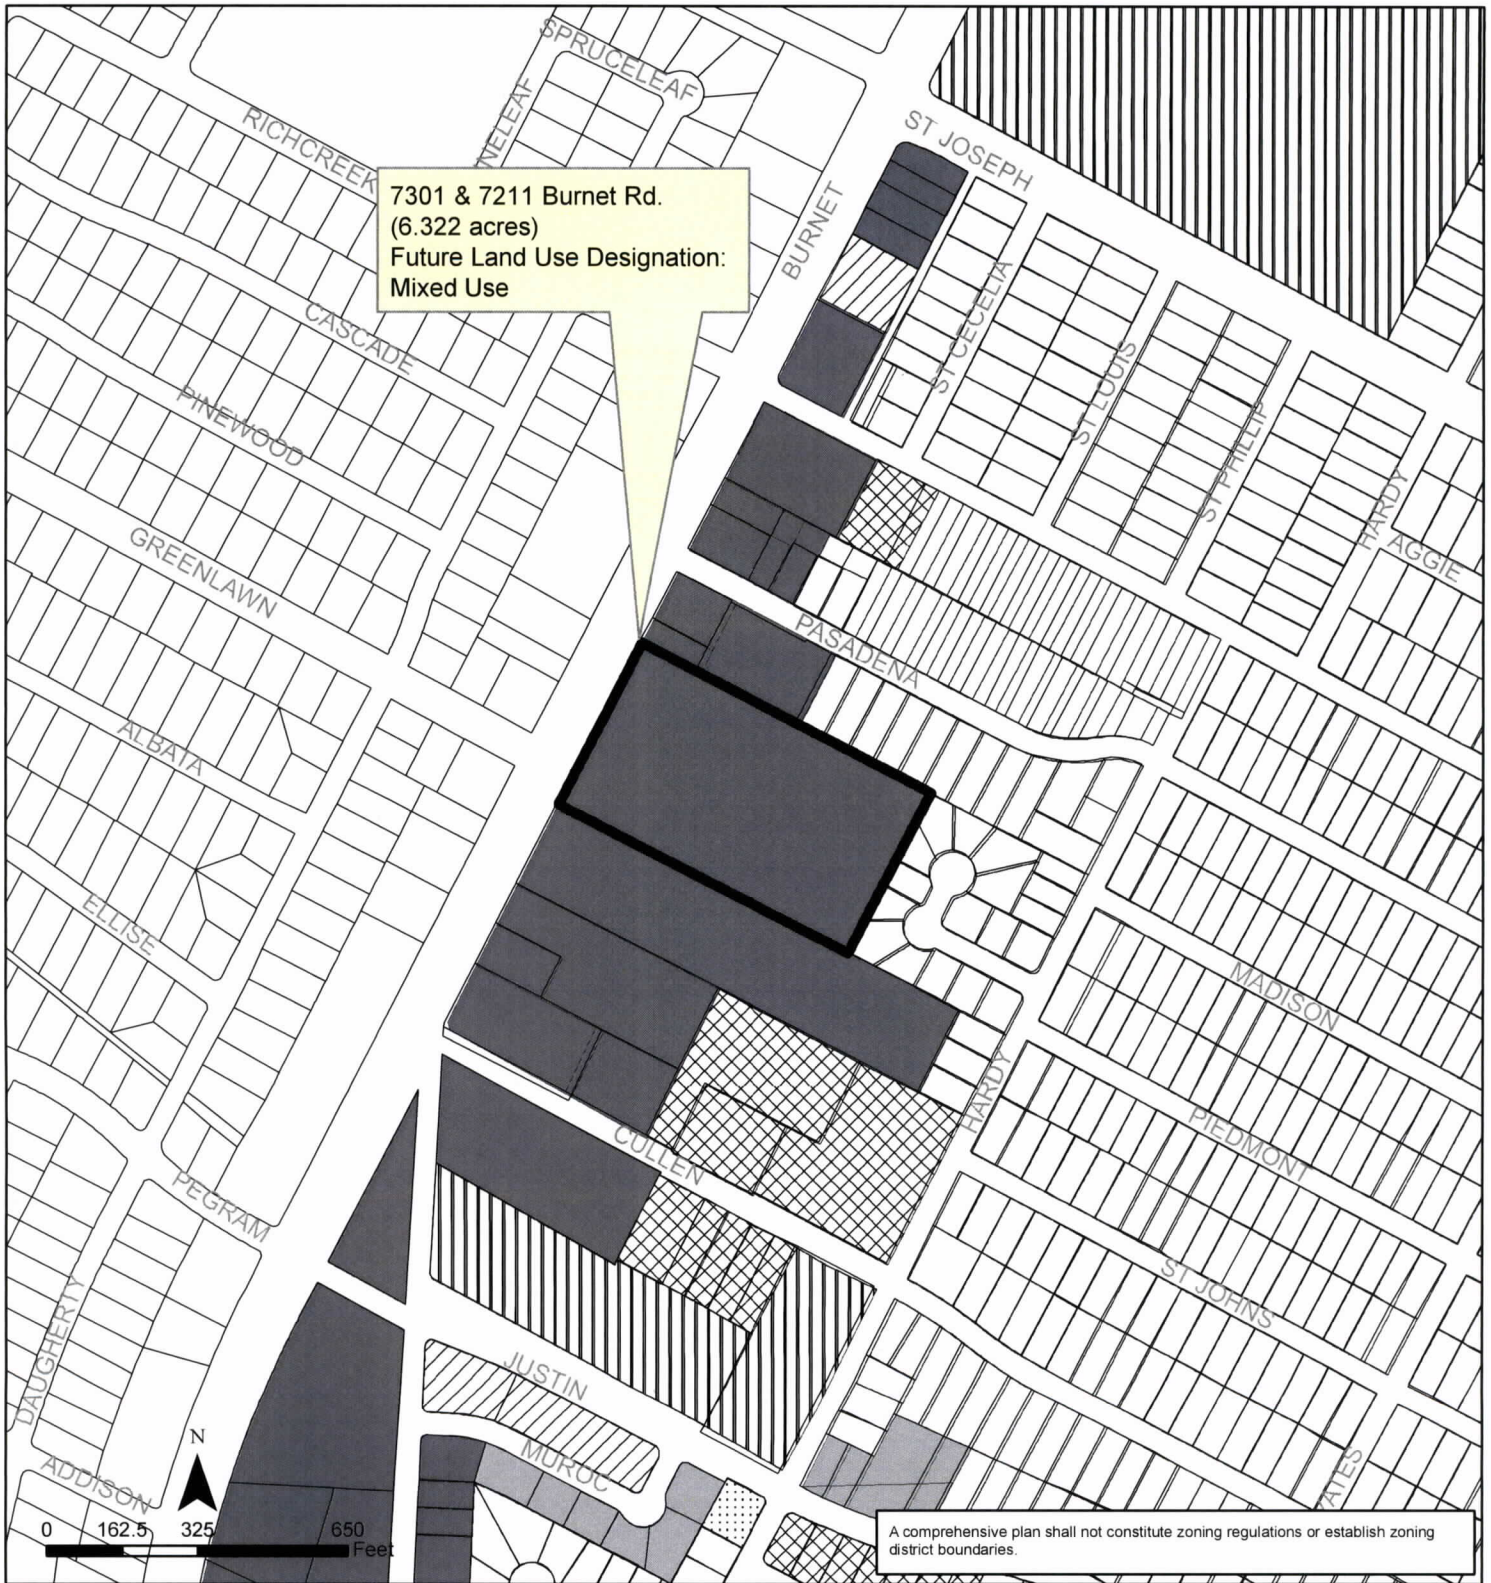 SPRUCELEAF
NELEAF
RICHCREEK
ST JOSEPH
7301 & 7211 Burnet Rd.
(6.322 acres)
Future Land Use Designation:
Mixed Use
BURNET
CASCADE
ST CECELIA
ST LOUIS
PINEWOOD
ST PHILLIP
HARDY
AGGIE
GREENLAWN
PASADENA
ALBATA
ELLISE
MADISON
HARDY
PIEDMONT
CULLEN
PEGRAM
ST JOHNS
DAUGHERTY
JUSTIN
MUROC
YATES
ADDISON
N
0 162.5 325 650
Feet
A comprehensive plan shall not constitute zoning regulations or establish zoning
district boundaries.